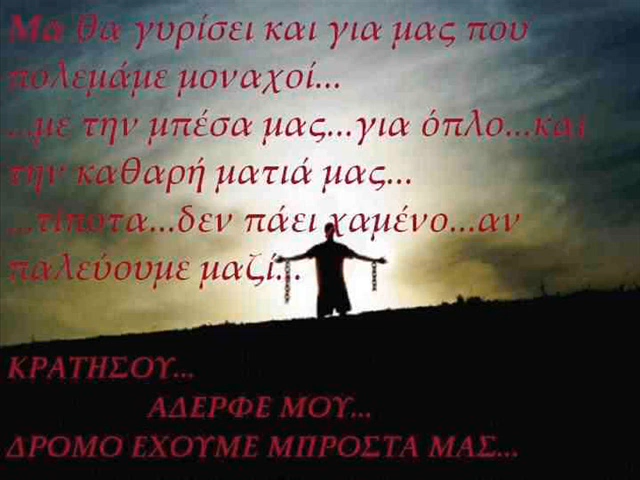 Μα θα γυρίσει και για μας που
πολεμάμε μοναχοί...
...με την μπέσα μας...για όπλο...και
την καθαρή ματιά μας...
...τίποτα...δεν πάει χαμένο...αν
παλεύουμε μαζί...
ΚΡΑΤΗΣΟΥ...
ΑΔΕΡΦΕ ΜΟΥ...
ΔΡΟΜΟ ΕΧΟΥΜΕ ΜΠΡΟΣΤΑ ΜΑΣ...